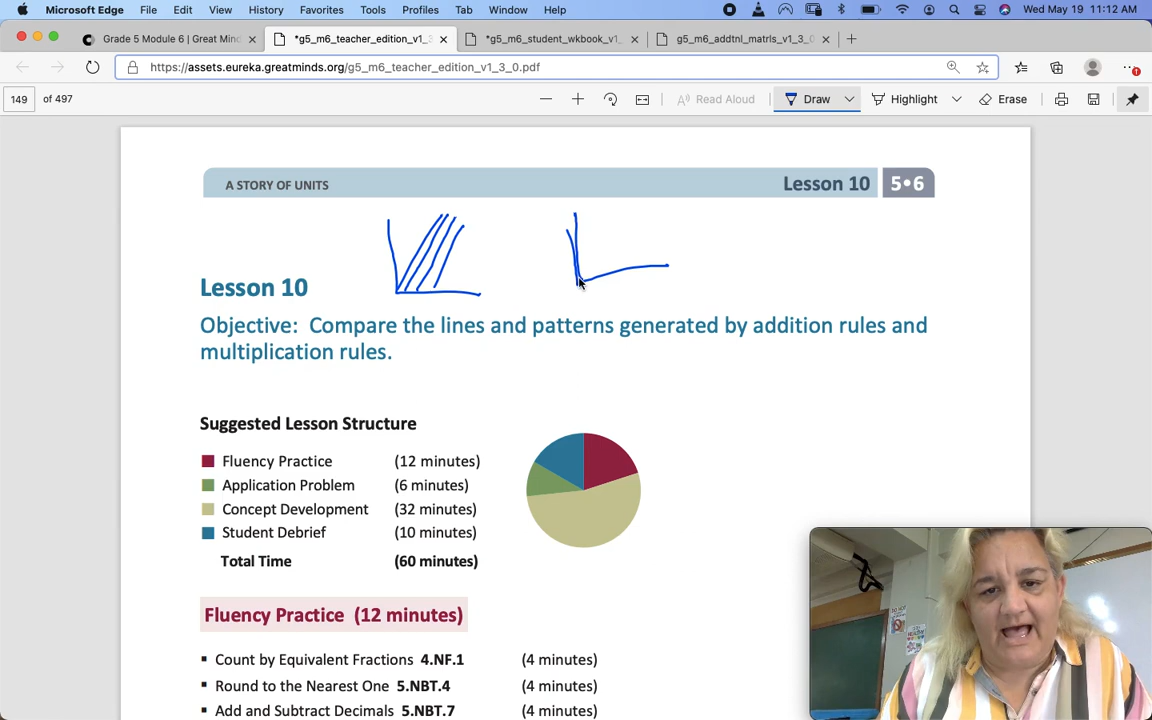 Microsoft Edge File Edit View History Favorites Tools Profiles Tab Window Help Wed May 19 11:12 AM
Grade 5 Module 6 | Great Min
*g5_m6_teacher_edition_v1_3
*g5_m6_student_wkbook_v1_
g5_m6_addtnl_matrls_v1_3_0
https://assets.eureka.greatminds.org/g5_m6_teacher_edition_v1_3_0.pdf
149 of 497 Read Aloud Draw Highlight Erase
A STORY OF UNITS Lesson 10 5•6
Lesson 10
Objective: Compare the lines and patterns generated by addition rules and
multiplication rules.
Suggested Lesson Structure
Fluency Practice (12 minutes)
Application Problem (6 minutes)
Concept Development (32 minutes)
Student Debrief (10 minutes)
Total Time (60 minutes)
Fluency Practice (12 minutes)
▪ Count by Equivalent Fractions 4.NF.1 (4 minutes)
▪ Round to the Nearest One 5.NBT.4 (4 minutes)
▪ Add and Subtract Decimals 5.NBT.7 (4 minutes)